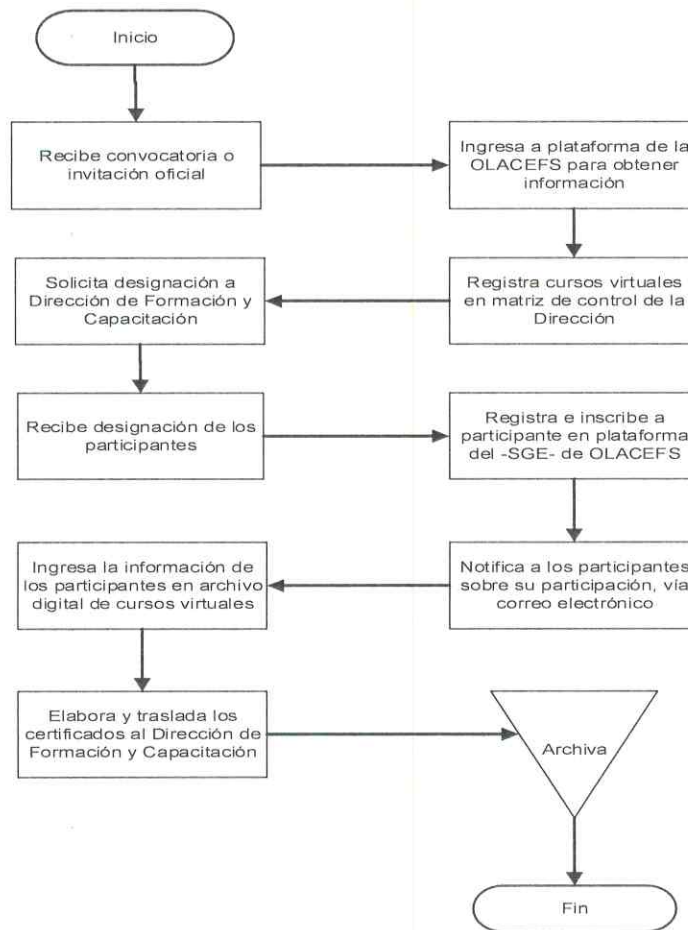 Inicio
Recibe convocatoria o
invitación oficial
Ingresa a plataforma de la
OLACEFS para obtener
información
Registra cursos virtuales
en matriz de control de la
Dirección
Solicita designación a
Dirección de Formación y
Capacitación
Recibe designación de los
participantes
Registra e inscribe a
participante en plataforma
del -SGE- de OLACEFS
Notifica a los participantes
sobre su participación, vía
correo electrónico
Ingresa la información de
los participantes en archivo
digital de cursos virtuales
Elabora y traslada los
certificados al Dirección de
Formación y Capacitación
Archiva
Fin